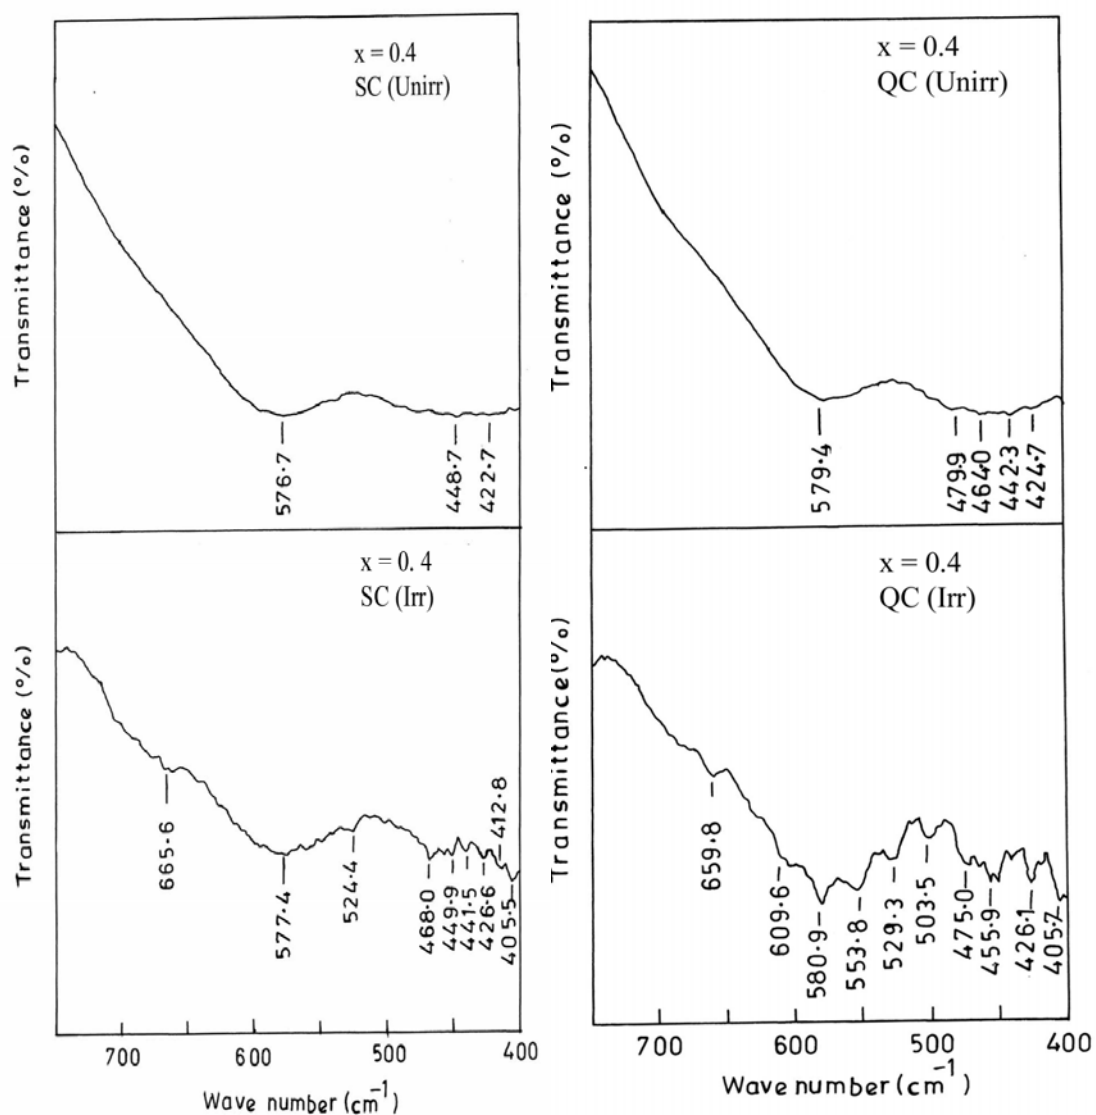 x = 0.4
SC (Unirr)
Transmittance (%)
576·7
448·7
422·7
x = 0.4
QC (Unirr)
Transmittance (%)
579·4
479·9
464·0
442·3
424·7
x = 0. 4
SC (Irr)
Transmittance (%)
665·6
577·4
524·4
468·0
449·9
441·5
426·6
412·8
405·5
700 600 500 400
Wave number (cm⁻¹)
x = 0.4
QC (Irr)
Transmittance (%)
659·8
609·6
580·9
553·8
529·3
503·5
475·0
455·9
426·1
405·7
700 600 500 400
Wave number (cm⁻¹)